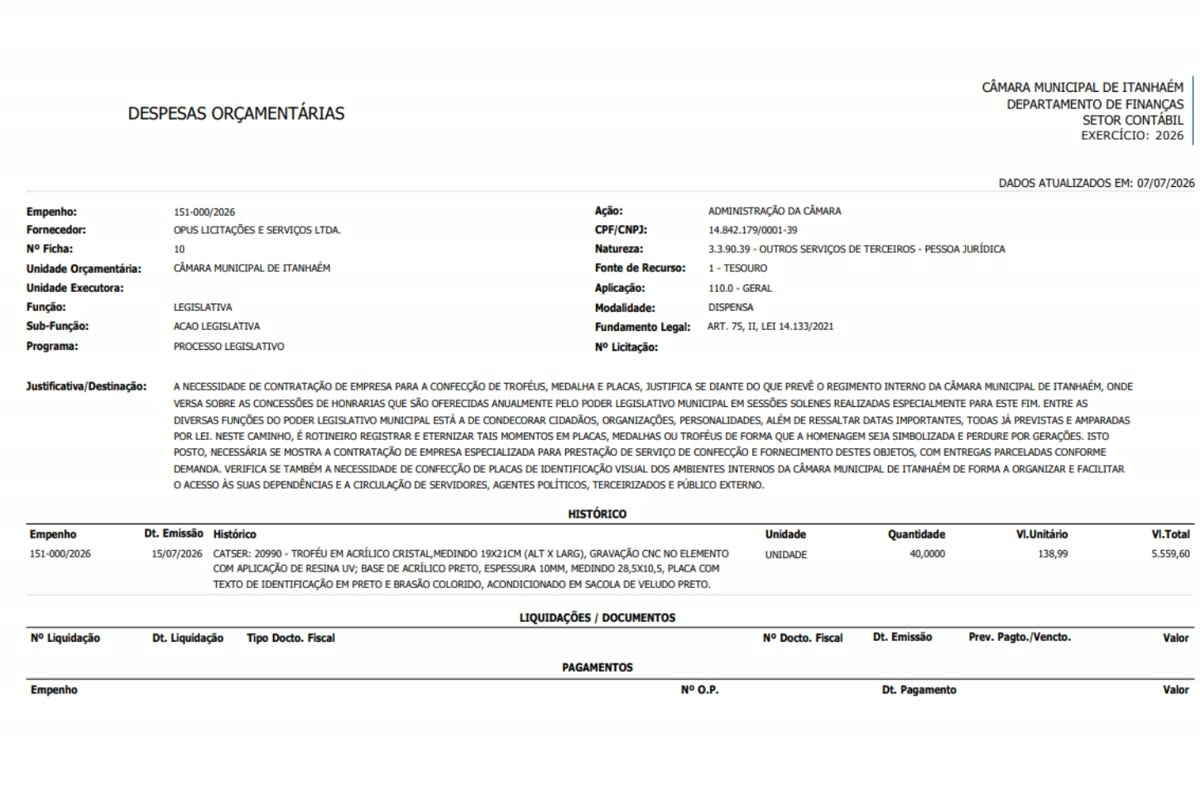 CÂMARA MUNICIPAL DE ITANHAÉM
DEPARTAMENTO DE FINANÇAS
DESPESAS ORÇAMENTÁRIAS
SETOR CONTÁBIL
EXERCÍCIO: 2026
DADOS ATUALIZADOS EM: 07/07/2026
Empenho: 151-000/2026 Ação: ADMINISTRAÇÃO DA CÂMARA
Fornecedor: OPUS LICITAÇÕES E SERVIÇOS LTDA. CPF/CNPJ: 14.842.179/0001-39
Nº Ficha: 10 Natureza: 3.3.90.39 - OUTROS SERVIÇOS DE TERCEIROS - PESSOA JURÍDICA
Unidade Orçamentária: CÂMARA MUNICIPAL DE ITANHAÉM Fonte de Recurso: 1 - TESOURO
Unidade Executora: Aplicação: 110.0 - GERAL
Função: LEGISLATIVA Modalidade: DISPENSA
Sub-Função: ACAO LEGISLATIVA Fundamento Legal: ART. 75, II, LEI 14.133/2021
Programa: PROCESSO LEGISLATIVO Nº Licitação:
Justificativa/Destinação: A NECESSIDADE DE CONTRATAÇÃO DE EMPRESA PARA A CONFECÇÃO DE TROFÉUS, MEDALHA E PLACAS, JUSTIFICA SE DIANTE DO QUE PREVÊ O REGIMENTO INTERNO DA CÂMARA MUNICIPAL DE ITANHAÉM, ONDE
VERSA SOBRE AS CONCESSÕES DE HONRARIAS QUE SÃO OFERECIDAS ANUALMENTE PELO PODER LEGISLATIVO MUNICIPAL EM SESSÕES SOLENES REALIZADAS ESPECIALMENTE PARA ESTE FIM. ENTRE AS
DIVERSAS FUNÇÕES DO PODER LEGISLATIVO MUNICIPAL ESTÁ A DE CONDECORAR CIDADÃOS, ORGANIZAÇÕES, PERSONALIDADES, ALÉM DE RESSALTAR DATAS IMPORTANTES, TODAS JÁ PREVISTAS E AMPARADAS
POR LEI. NESTE CAMINHO, É ROTINEIRO REGISTRAR E ETERNIZAR TAIS MOMENTOS EM PLACAS, MEDALHAS OU TROFÉUS DE FORMA QUE A HOMENAGEM SEJA SIMBOLIZADA E PERDURE POR GERAÇÕES. ISTO
POSTO, NECESSÁRIA SE MOSTRA A CONTRATAÇÃO DE EMPRESA ESPECIALIZADA PARA PRESTAÇÃO DE SERVIÇO DE CONFECÇÃO E FORNECIMENTO DESTES OBJETOS, COM ENTREGAS PARCELADAS CONFORME
DEMANDA. VERIFICA SE TAMBÉM A NECESSIDADE DE CONFECÇÃO DE PLACAS DE IDENTIFICAÇÃO VISUAL DOS AMBIENTES INTERNOS DA CÂMARA MUNICIPAL DE ITANHAÉM DE FORMA A ORGANIZAR E FACILITAR
O ACESSO ÀS SUAS DEPENDÊNCIAS E A CIRCULAÇÃO DE SERVIDORES, AGENTES POLÍTICOS, TERCEIRIZADOS E PÚBLICO EXTERNO.
HISTÓRICO
Empenho Dt. Emissão Histórico Unidade Quantidade Vl.Unitário Vl.Total
151-000/2026 15/07/2026 CATSER: 20990 - TROFÉU EM ACRÍLICO CRISTAL,MEDINDO 19X21CM (ALT X LARG), GRAVAÇÃO CNC NO ELEMENTO UNIDADE 40,0000 138,99 5.559,60
COM APLICAÇÃO DE RESINA UV; BASE DE ACRÍLICO PRETO, ESPESSURA 10MM, MEDINDO 28,5X10,5, PLACA COM
TEXTO DE IDENTIFICAÇÃO EM PRETO E BRASÃO COLORIDO, ACONDICIONADO EM SACOLA DE VELUDO PRETO.
LIQUIDAÇÕES / DOCUMENTOS
Nº Liquidação Dt. Liquidação Tipo Docto. Fiscal Nº Docto. Fiscal Dt. Emissão Prev. Pagto./Vencto. Valor
PAGAMENTOS
Empenho Nº O.P. Dt. Pagamento Valor